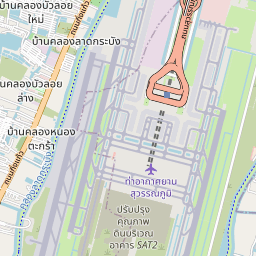 บ้านคลองบัวลอย
ใหม่
บ้านคลองลาดกระบัง
บ้านคลองบัวลอย
ล่าง
บ้านคลองหนอง
ตะกร้า
ท่าอากาศยาน
สุวรรณภูมิ
ปรับปรุง
คุณภาพ
ดินบริเวณ
อาคาร SAT2